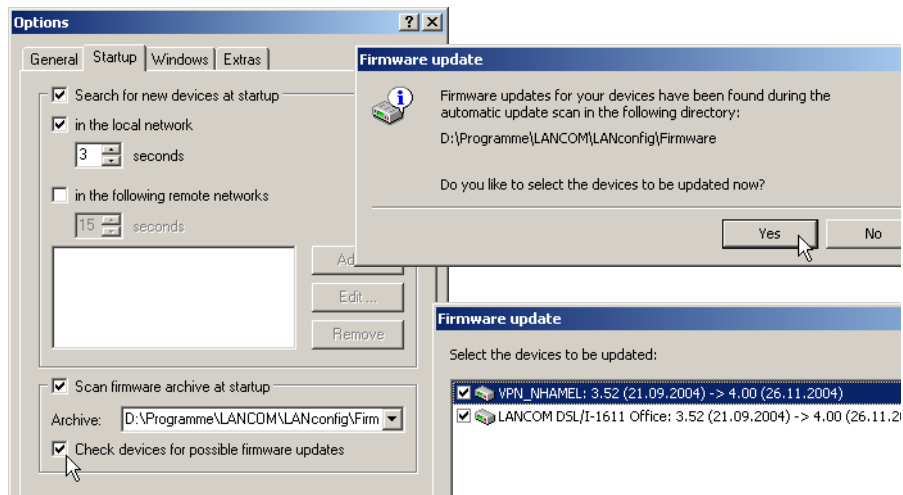 Options
General Startup Windows Extras
Search for new devices at startup
in the local network
3 seconds
in the following remote networks
15 seconds
Edit ...
Remove
Scan firmware archive at startup
Archive: D:\Programme\LANCOM\LANconfig\Firm
Check devices for possible firmware updates
Firmware update
Firmware updates for your devices have been found during the
automatic update scan in the following directory:
D:\Programme\LANCOM\LANconfig\Firmware
Do you like to select the devices to be updated now?
Yes No
Firmware update
Select the devices to be updated:
VPN_NHAMEL: 3.52 (21.09.2004) -> 4.00 (26.11.2004)
LANCOM DSL/I-1611 Office: 3.52 (21.09.2004) -> 4.00 (26.11.20